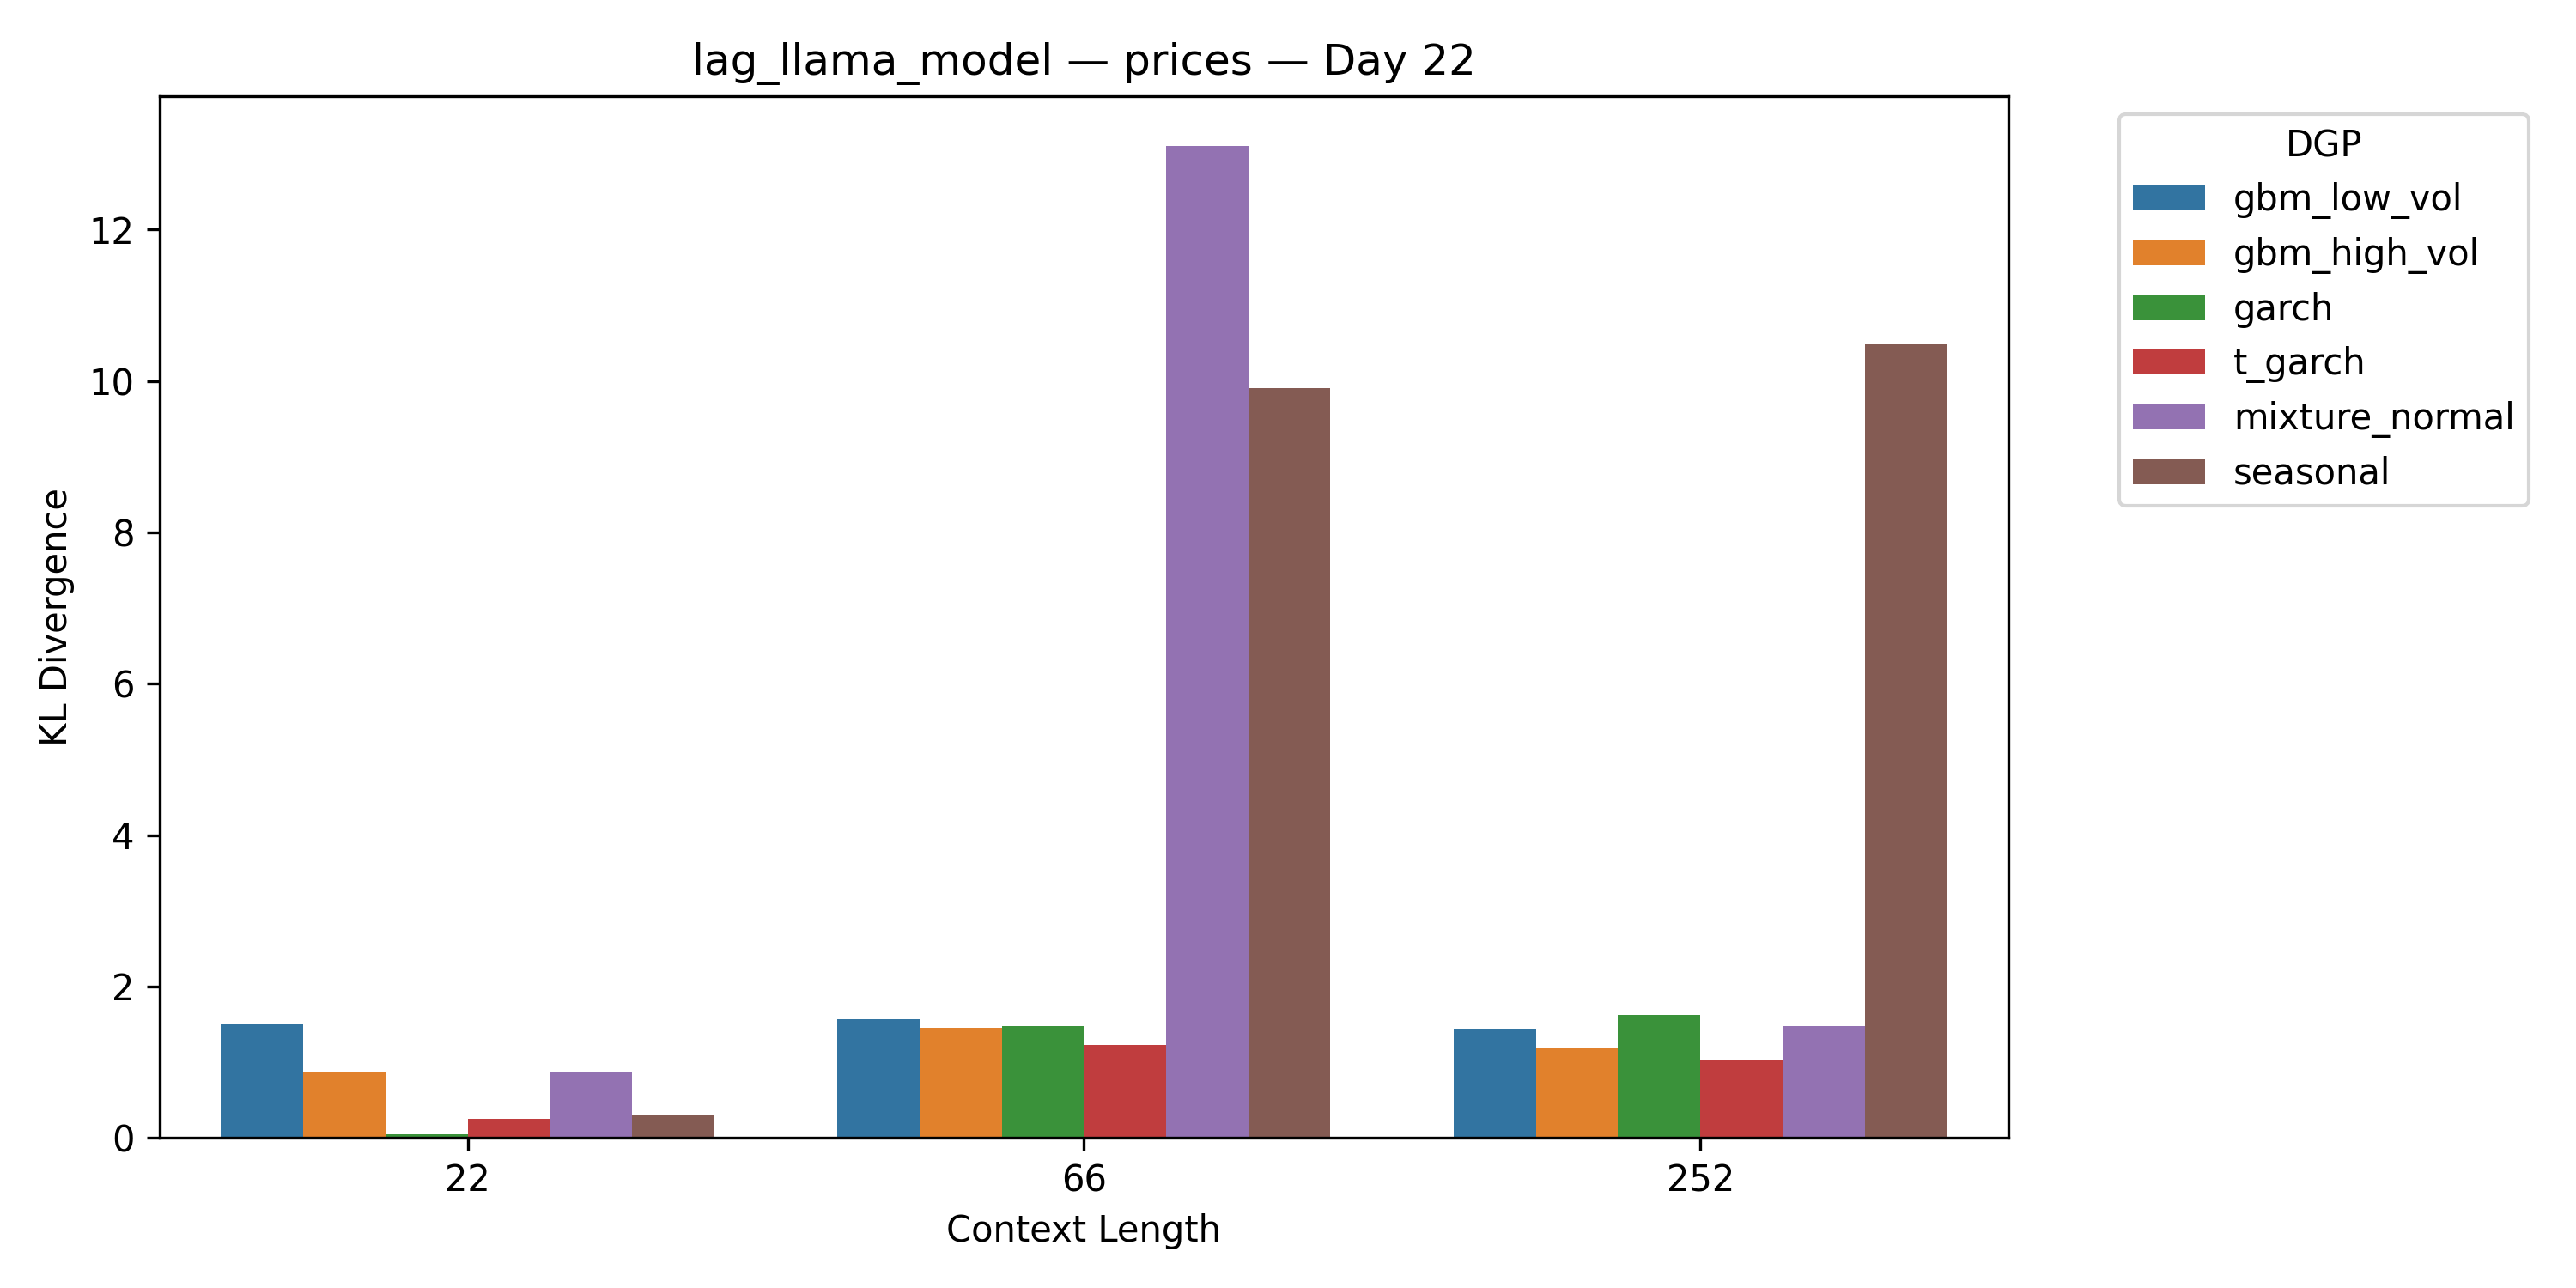 lag_llama_model — prices — Day 22
KL Divergence
12
10
8
6
4
2
0
22
66
252
Context Length
DGP
gbm_low_vol
gbm_high_vol
garch
t_garch
mixture_normal
seasonal